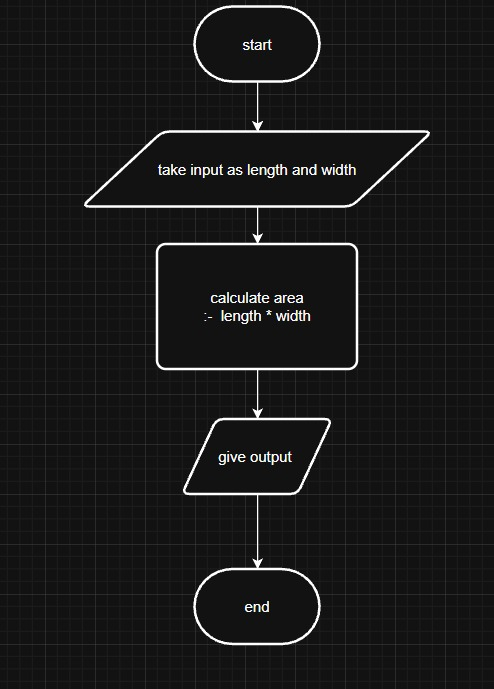 start
take input as length and width
calculate area
:- length * width
give output
end